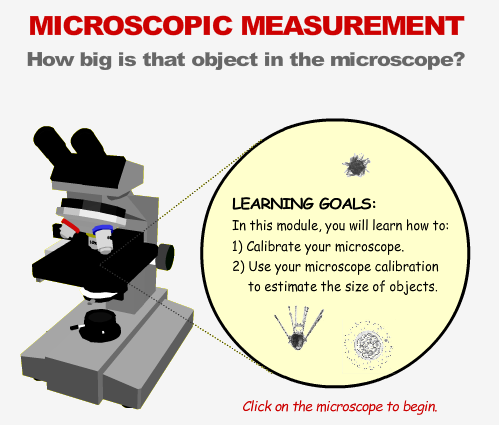 MICROSCOPIC MEASUREMENT
How big is that object in the microscope?
LEARNING GOALS:
In this module, you will learn how to:
1) Calibrate your microscope.
2) Use your microscope calibration
to estimate the size of objects.
Click on the microscope to begin.